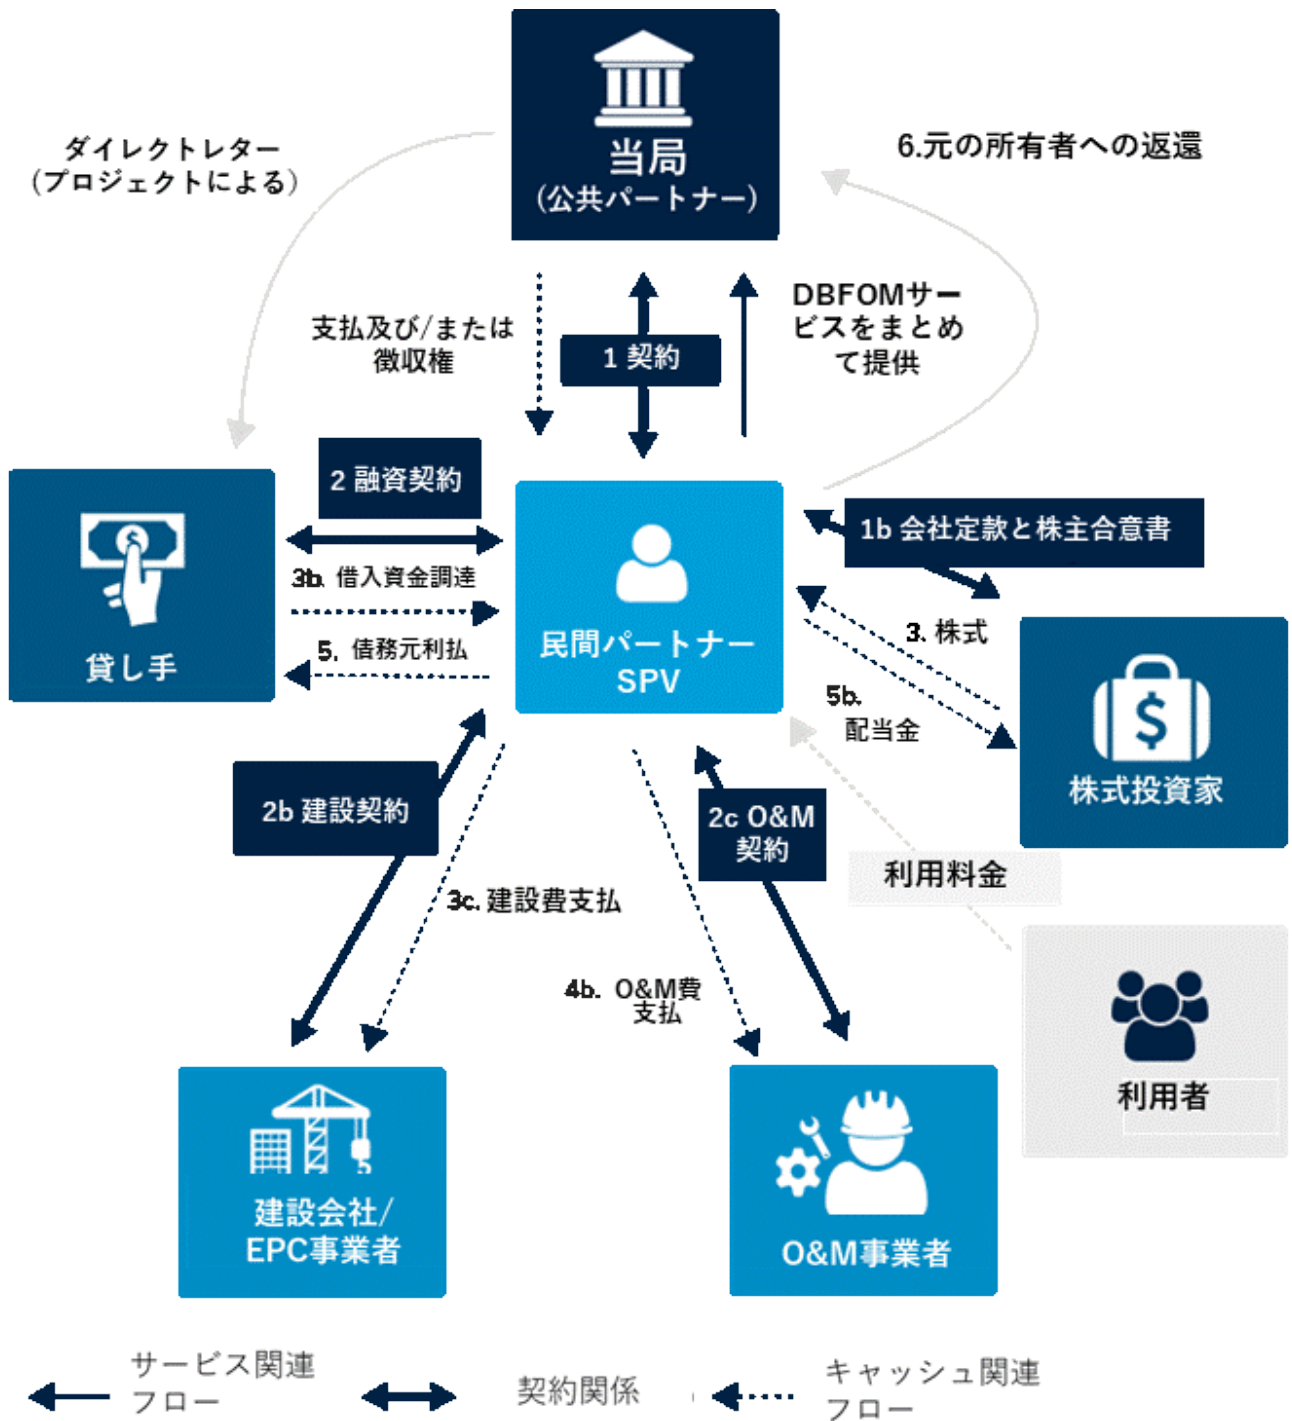 当局
(公共パートナー)
ダイレクトレター
(プロジェクトによる)
6.元の所有者への返還
支払及び/または
徴収権
1 契約
DBFOMサー
ビスをまとめ
て提供
2 融資契約
3b. 借入資金調達
5. 債務元利払
貸し手
民間パートナー
SPV
1b 会社定款と株主合意書
3. 株式
5b.
配当金
株式投資家
2b 建設契約
2c O&M
契約
利用料金
3c. 建設費支払
4b. O&M費
支払
利用者
建設会社/
EPC事業者
O&M事業者
サービス関連
フロー
契約関係
キャッシュ関連
フロー